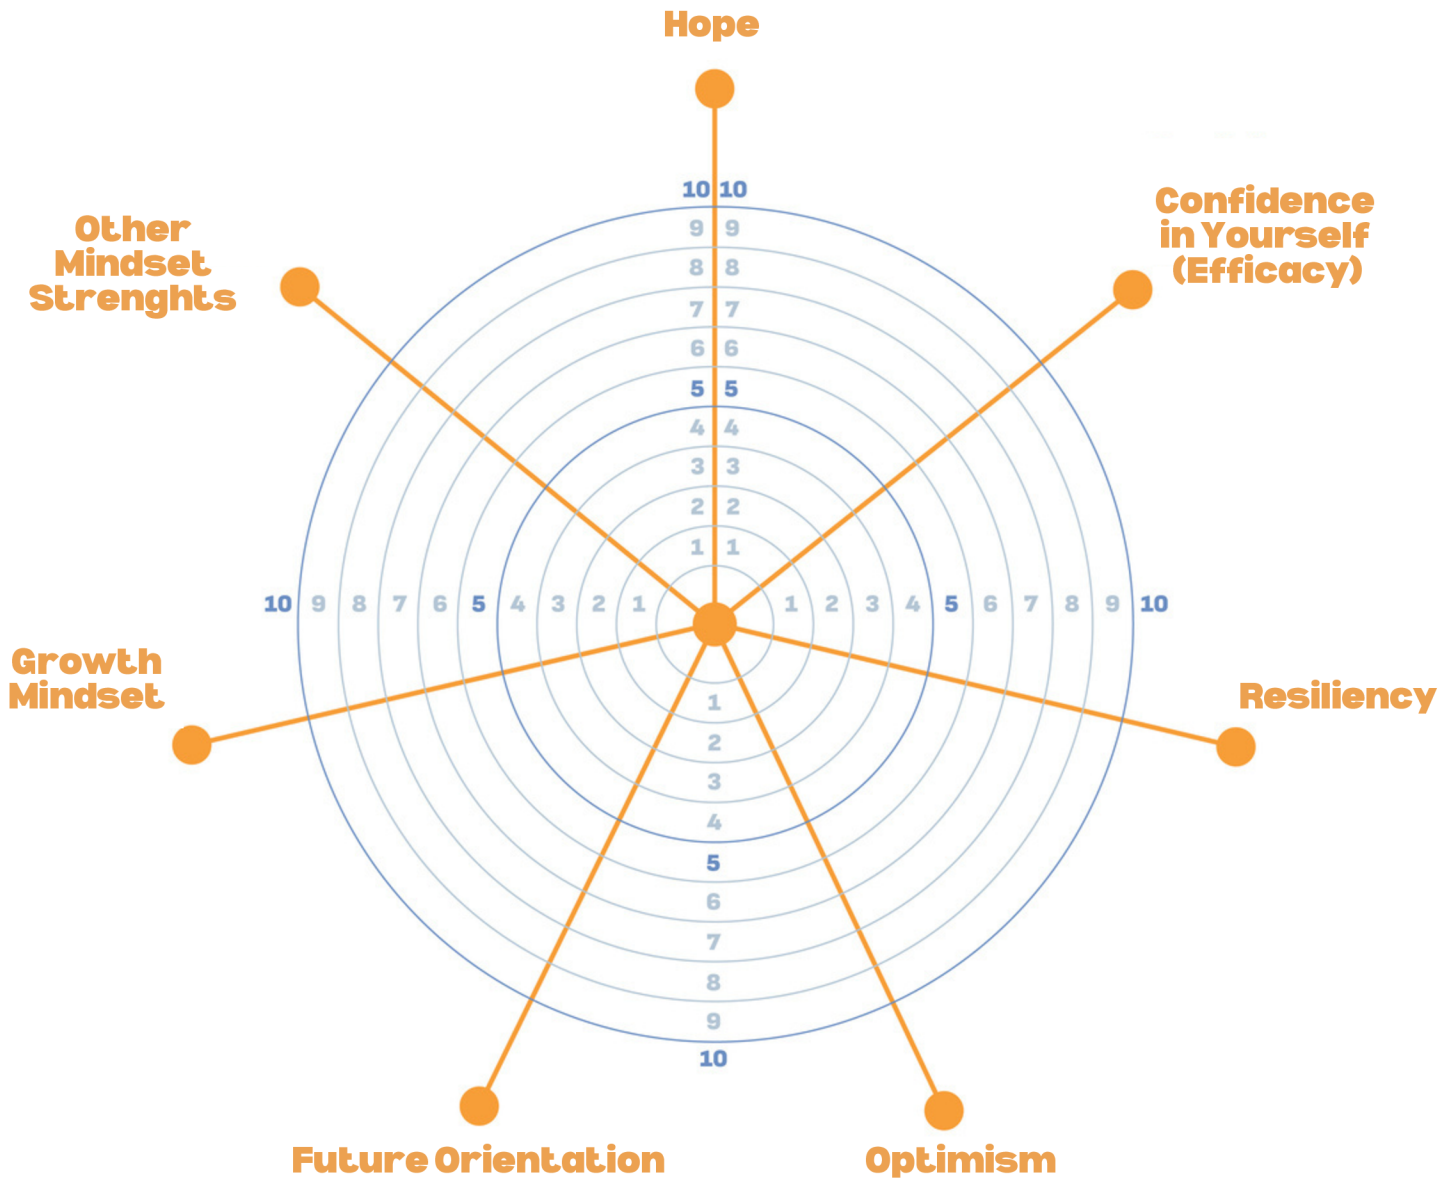 Hope
10 10
9 9
8 8
7 7
6 6
5 5
4 4
3 3
2 2
1 1
Confidence
in Yourself
(Efficacy)
Other
Mindset
Strenghts
10 9 8 7 6 5 4 3 2 1 1 2 3 4 5 6 7 8 9 10
Growth
Mindset
Resiliency
1
2
3
4
5
6
7
8
9
10
Future Orientation
Optimism